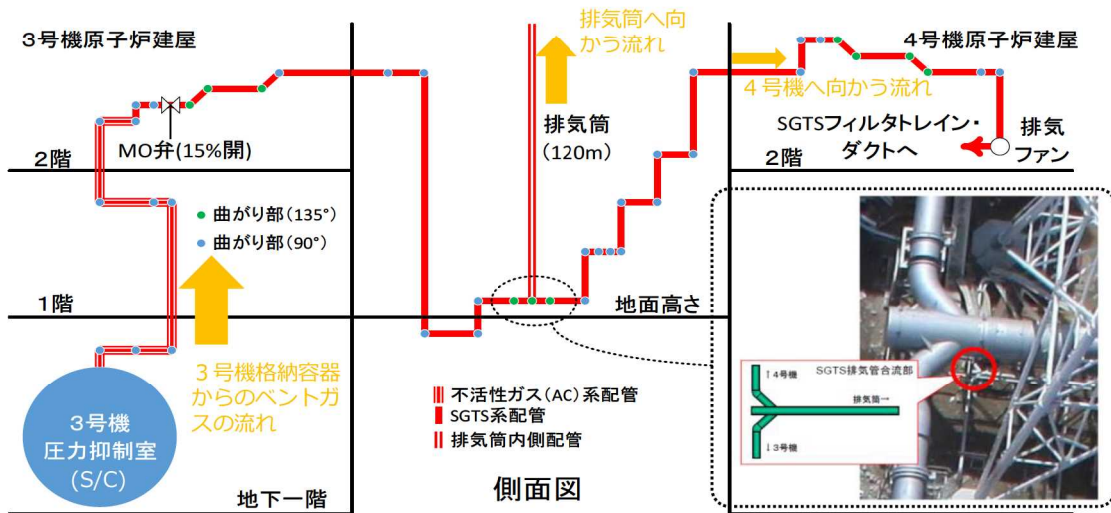 3号機原子炉建屋
排気筒へ向
かう流れ
4号機原子炉建屋
4号機へ向かう流れ
MO弁(15%開)
2階
排気筒
(120m)
SGTSフィルタトレイン・
ダクトへ
排気
ファン
2階
曲がり部(135°)
曲がり部(90°)
1階
地面高さ
3号機格納容器
からのベントガ
スの流れ
3号機
圧力抑制室
(S/C)
不活性ガス(AC)系配管
SGTS系配管
排気筒内側配管
地下一階
側面図
SGTS排気管合流部
↑4号機
排気筒→
↓3号機